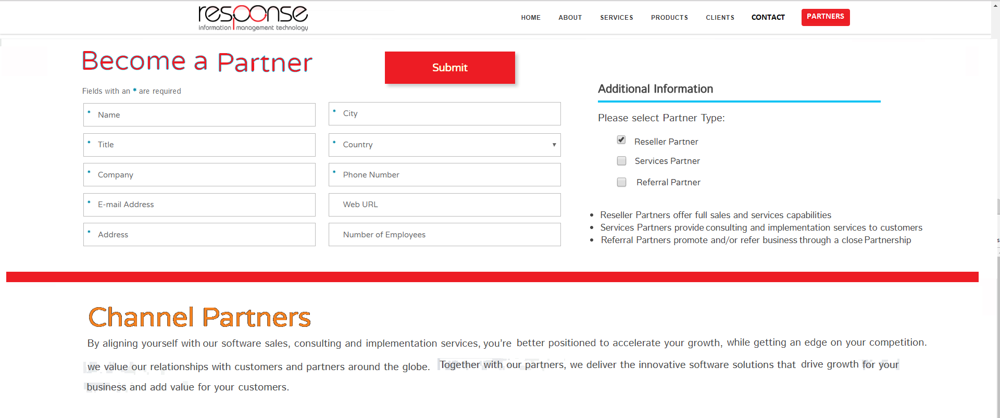 response
information management technology
HOME ABOUT SERVICES PRODUCTS CLIENTS CONTACT PARTNERS
Become a Partner
Submit
Fields with an * are required
* Name
* City
* Title
* Country
* Company
* Phone Number
* E-mail Address
Web URL
* Address
Number of Employees
Additional Information
Please select Partner Type:
Reseller Partner
Services Partner
Referral Partner
• Reseller Partners offer full sales and services capabilities
• Services Partners provide consulting and implementation services to customers
• Referral Partners promote and/or refer business through a close Partnership
s
Channel Partners
By aligning yourself with our software sales, consulting and implementation services, you’re better positioned to accelerate your growth, while getting an edge on your competition.
we value our relationships with customers and partners around the globe. Together with our partners, we deliver the innovative software solutions that drive growth for your
business and add value for your customers.